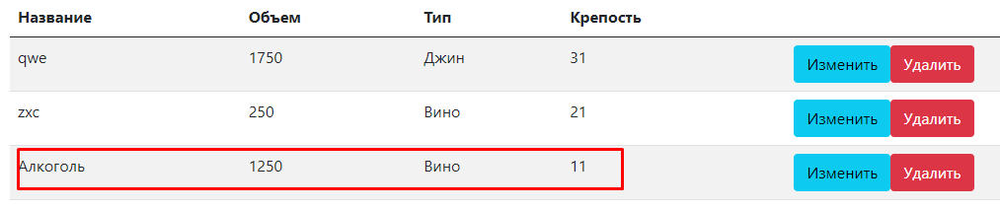 Название Объем Тип Крепость
qwe 1750 Джин 31 Изменить Удалить
zxc 250 Вино 21 Изменить Удалить
Алкоголь 1250 Вино 11 Изменить Удалить